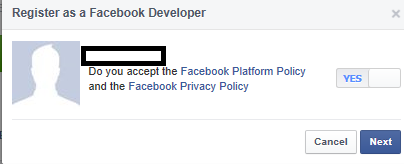 Register as a Facebook Developer
Do you accept the Facebook Platform Policy
and the Facebook Privacy Policy
YES
Cancel
Next